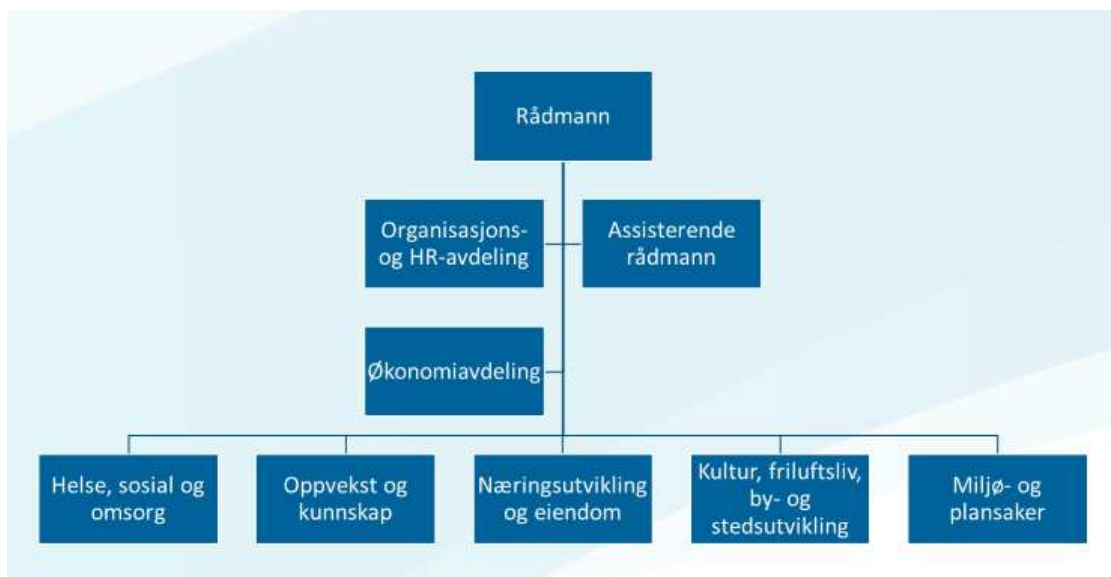 Rådmann
Organisasjons-
og HR-avdeling
Assisterende
rådmann
Økonomiavdeling
Helse, sosial og
omsorg
Oppvekst og
kunnskap
Næringsutvikling
og eiendom
Kultur, friluftsliv,
by- og
stedsutvikling
Miljø- og
plansaker